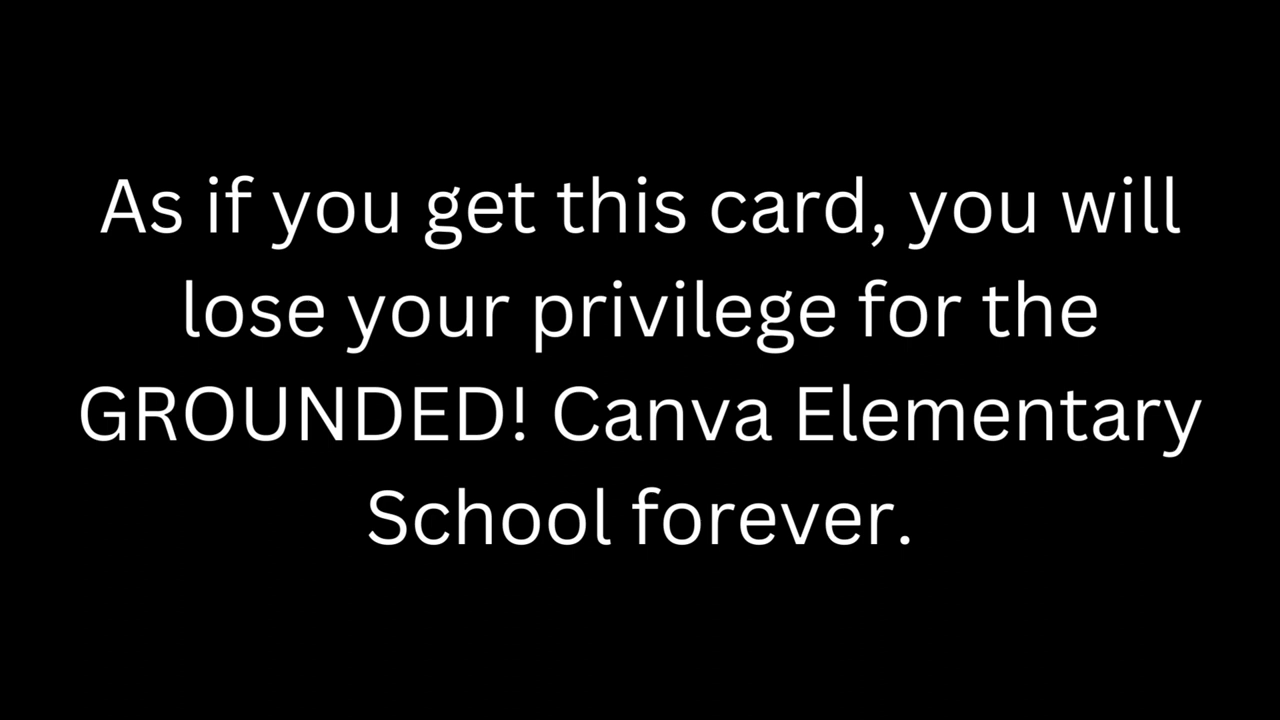 As if you get this card, you will
lose your privilege for the
GROUNDED! Canva Elementary
School forever.